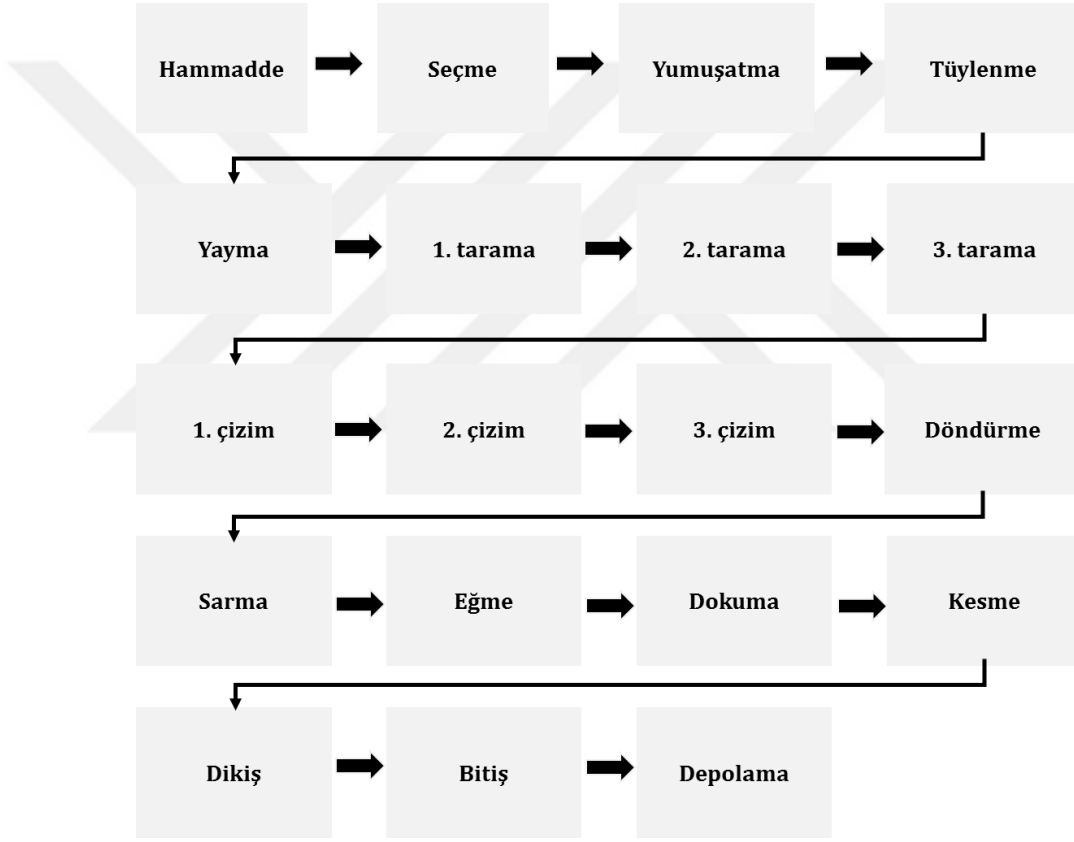 Hammadde
Seçme
Yumuşatma
Tüylenme
Yayma
1. tarama
2. tarama
3. tarama
1. çizim
2. çizim
3. çizim
Döndürme
Sarma
Eğme
Dokuma
Kesme
Dikiş
Bitiş
Depolama